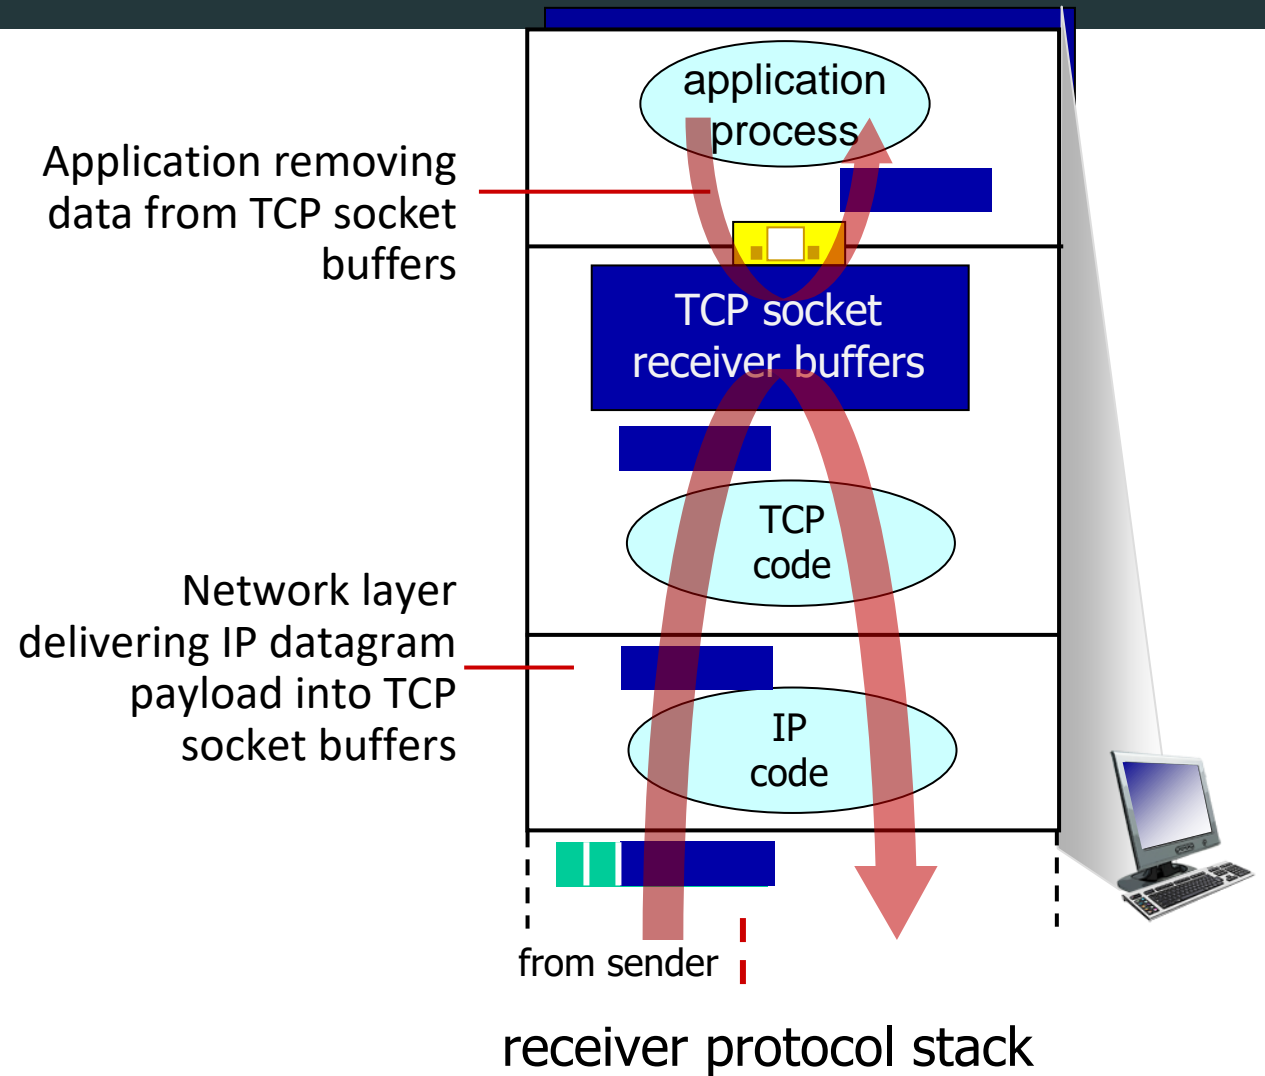 application
process
Application removing
data from TCP socket
buffers
TCP socket
receiver buffers
TCP
code
Network layer
delivering IP datagram
payload into TCP
socket buffers
IP
code
from sender
receiver protocol stack